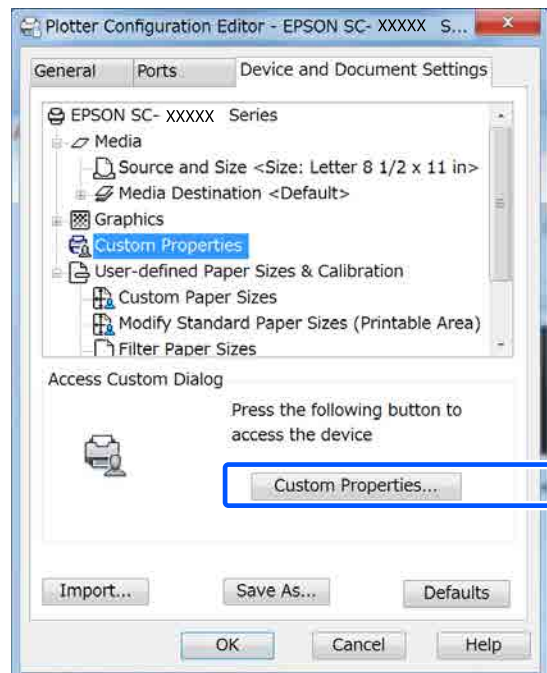 Plotter Configuration Editor - EPSON SC- XXXXX S...
General Ports Device and Document Settings
EPSON SC- XXXXX Series
Media
Source and Size <Size: Letter 8 1/2 x 11 in>
Media Destination <Default>
Graphics
Custom Properties
User-defined Paper Sizes & Calibration
Custom Paper Sizes
Modify Standard Paper Sizes (Printable Area)
Filter Paper Sizes
Access Custom Dialog
Press the following button to
access the device
Custom Properties...
Import... Save As... Defaults
OK Cancel Help